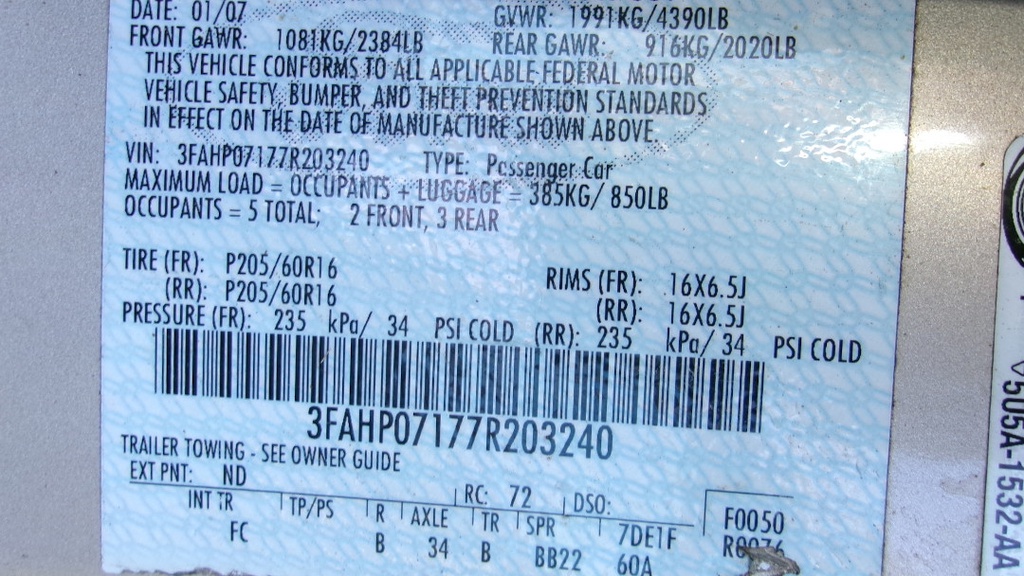 DATE: 01/07 GVWR: 1991KG/4390LB
FRONT GAWR: 1081KG/2384LB REAR GAWR: 916KG/2020LB
THIS VEHICLE CONFORMS TO ALL APPLICABLE FEDERAL MOTOR
VEHICLE SAFETY, BUMPER, AND THEFT PREVENTION STANDARDS
IN EFFECT ON THE DATE OF MANUFACTURE SHOWN ABOVE.
VIN: 3FAHP07177R203240 TYPE: Passenger Car
MAXIMUM LOAD = OCCUPANTS + LUGGAGE = 385KG/ 850LB
OCCUPANTS = 5 TOTAL; 2 FRONT, 3 REAR
TIRE (FR): P205/60R16 RIMS (FR): 16X6.5J
(RR): P205/60R16 (RR): 16X6.5J
PRESSURE (FR): 235 kPa/ 34 PSI COLD (RR): 235 kPa/ 34 PSI COLD
3FAHP07177R203240
TRAILER TOWING - SEE OWNER GUIDE
EXT PNT: ND RC: 72 DSO:
INT TR TP/PS R AXLE TR SPR 7DE1F F0050
FC B 34 B BB22 60A R0076
5U5A-1532-AA